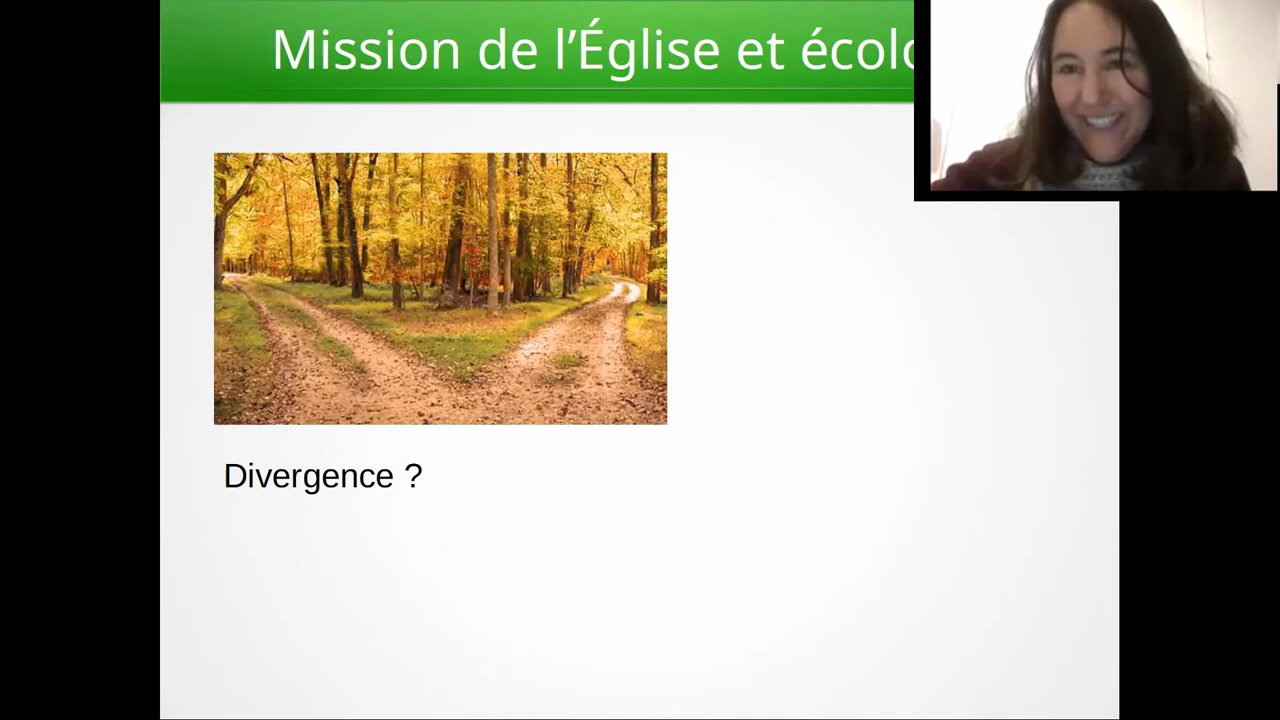 Mission de l’Église et écolo
Divergence ?